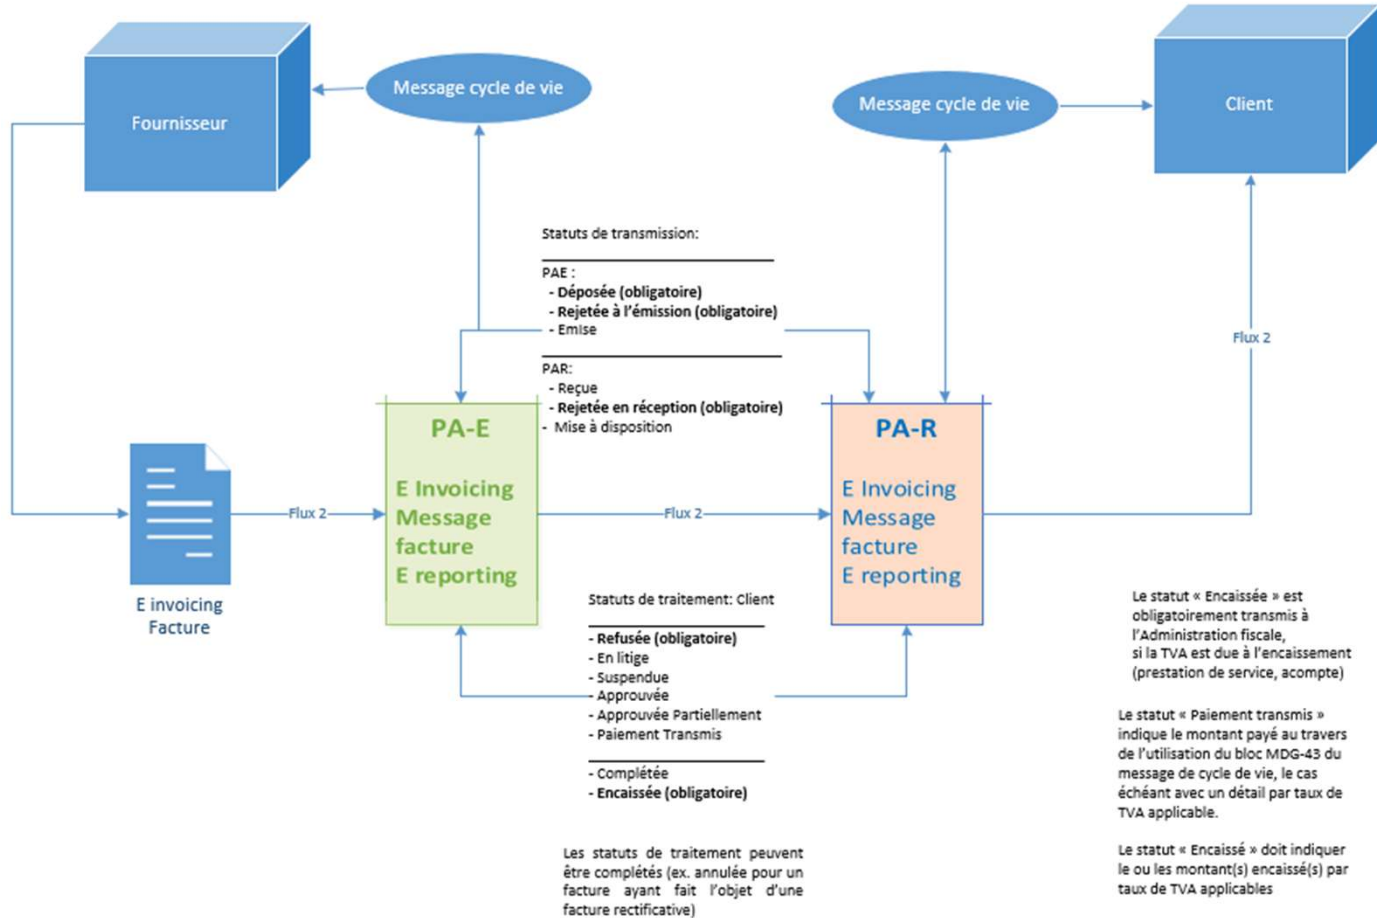 Fournisseur
Message cycle de vie
Message cycle de vie
Client
Statuts de transmission:
PAE :
- Déposée (obligatoire)
- Rejetée à l’émission (obligatoire)
- Emise
PAR:
- Reçue
- Rejetée en réception (obligatoire)
- Mise à disposition
Flux 2
PA-E
E Invoicing
Message
facture
E reporting
PA-R
E Invoicing
Message
facture
E reporting
Flux 2
Flux 2
E invoicing
Facture
Statuts de traitement: Client
- Refusée (obligatoire)
- En litige
- Suspendue
- Approuvée
- Approuvée Partiellement
- Paiement Transmis
- Complétée
- Encaissée (obligatoire)
Les statuts de traitement peuvent
être complétés (ex. annulée pour un
facture ayant fait l’objet d’une
facture rectificative)
Le statut « Encaissée » est
obligatoirement transmis à
l’Administration fiscale,
si la TVA est due à l’encaissement
(prestation de service, acompte)
Le statut « Paiement transmis »
indique le montant payé au travers
de l’utilisation du bloc MDG-43 du
message de cycle de vie, le cas
échéant avec un détail par taux de
TVA applicable.
Le statut « Encaissé » doit indiquer
le ou les montant(s) encaissé(s) par
taux de TVA applicables